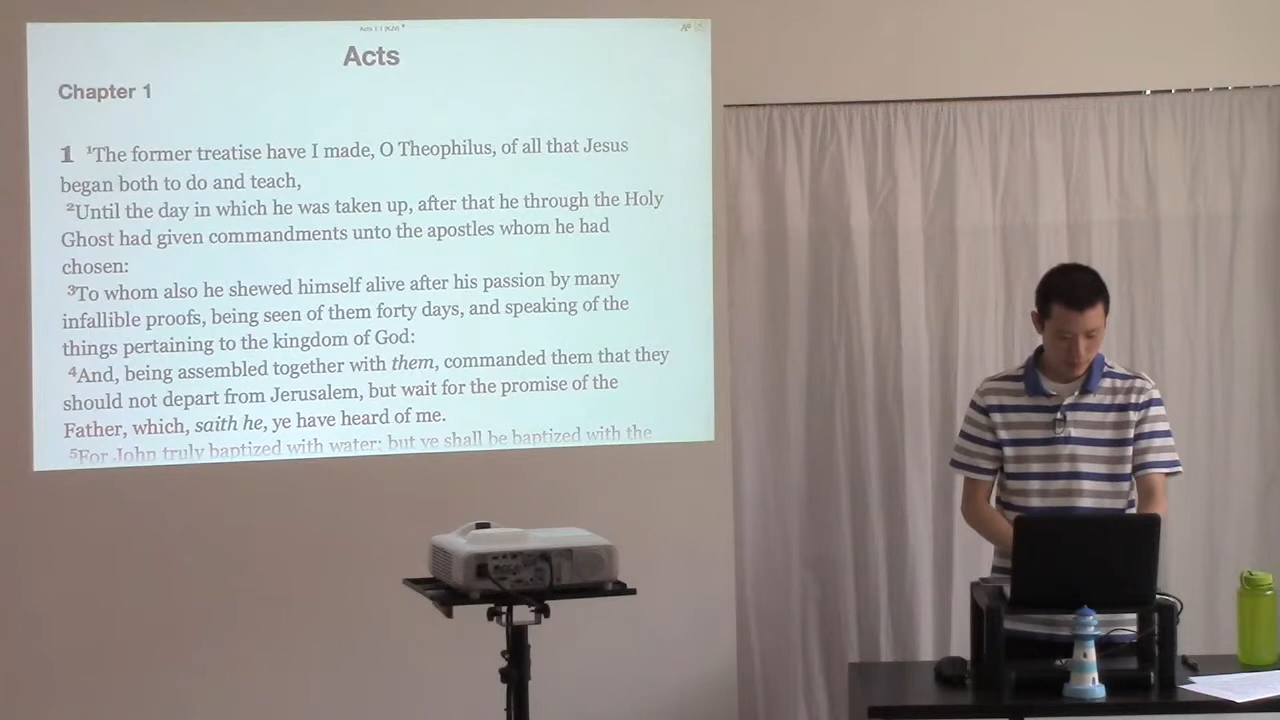 Acts 1:1 (KJV)
Acts
Chapter 1
1 ¹The former treatise have I made, O Theophilus, of all that Jesus
began both to do and teach,
²Until the day in which he was taken up, after that he through the Holy
Ghost had given commandments unto the apostles whom he had
chosen:
³To whom also he shewed himself alive after his passion by many
infallible proofs, being seen of them forty days, and speaking of the
things pertaining to the kingdom of God:
⁴And, being assembled together with them, commanded them that they
should not depart from Jerusalem, but wait for the promise of the
Father, which, saith he, ye have heard of me.
⁵For John truly baptized with water; but ye shall be baptized with the